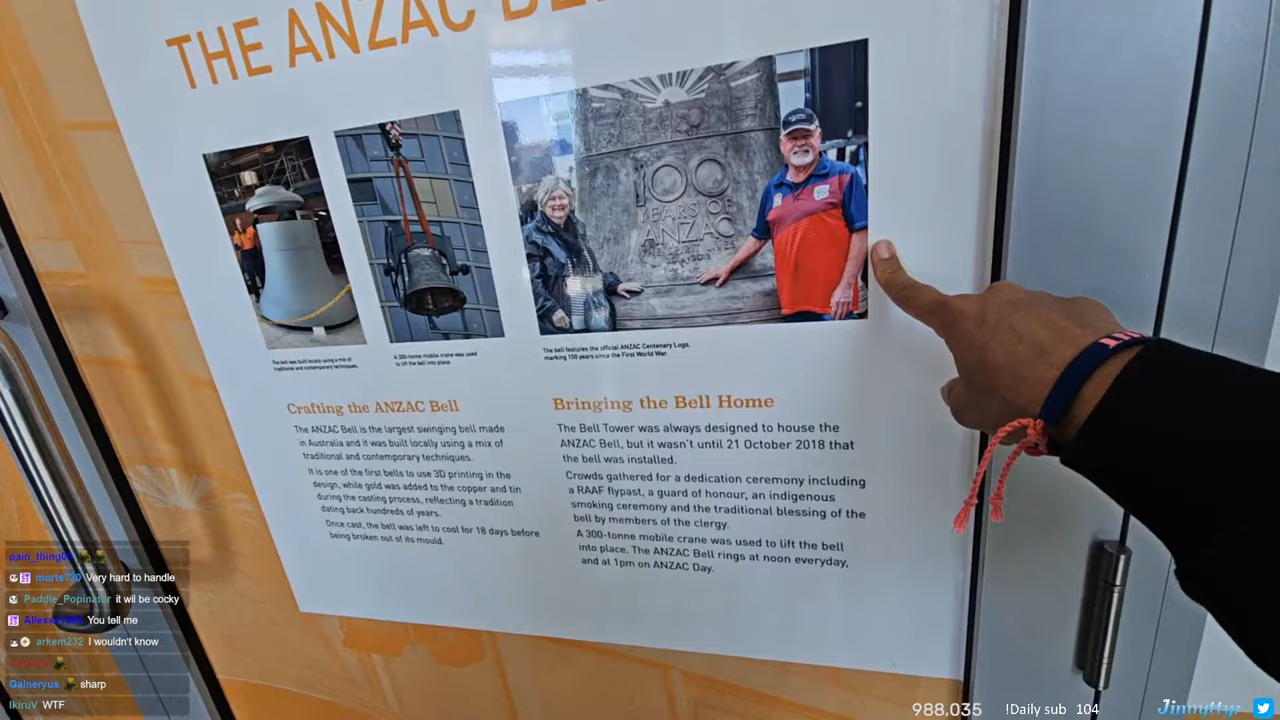 THE ANZAC BELL
100
YEARS OF
ANZAC
The bell was built locally using a mix of
traditional and contemporary techniques.
A 300-tonne mobile crane was used
to lift the bell into place.
The bell features the official ANZAC Centenary Logo,
marking 100 years since the First World War.
Crafting the ANZAC Bell
The ANZAC Bell is the largest swinging bell made
in Australia and it was built locally using a mix of
traditional and contemporary techniques.
It is one of the first bells to use 3D printing in the
design, while gold was added to the copper and tin
during the casting process, reflecting a tradition
dating back hundreds of years.
Once cast, the bell was left to cool for 18 days before
being broken out of its mould.
Bringing the Bell Home
The Bell Tower was always designed to house the
ANZAC Bell, but it wasn't until 21 October 2018 that
the bell was installed.
Crowds gathered for a dedication ceremony including
a RAAF flypast, a guard of honour, an indigenous
smoking ceremony and the traditional blessing of the
bell by members of the clergy.
A 300-tonne mobile crane was used to lift the bell
into place. The ANZAC Bell rings at noon everyday,
and at 1pm on ANZAC Day.
morts730 Very hard to handle
Paddle_Popinator it wil be cocky
You tell me
arkem232 I wouldn't know
Galneryus sharp
IkiruV WTF
988,035 !Daily sub 104 Jinnytty